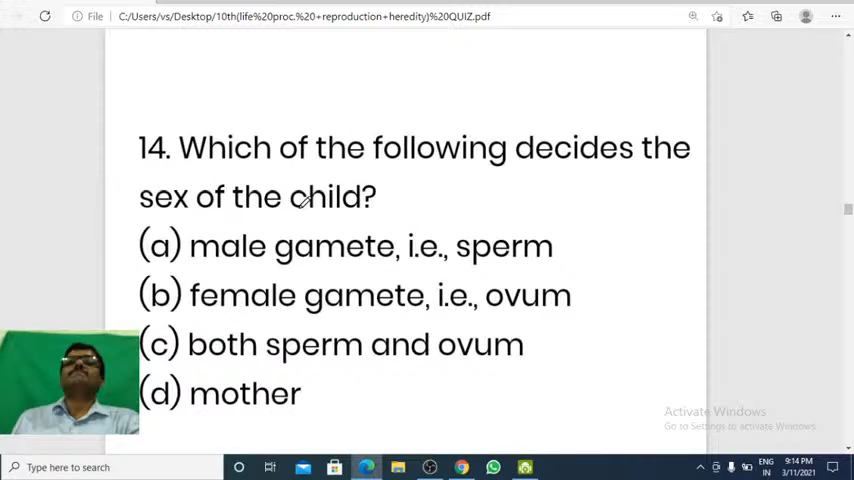 File
C:/Users/vs/Desktop/10th(life%20proc.%20+reproduction+heredity)%20QUIZ.pdf
14. Which of the following decides the
sex of the child?
(a) male gamete, i.e., sperm
(b) female gamete, i.e., ovum
(c) both sperm and ovum
(d) mother
Activate Windows
Go to Settings to activate Windows.
Type here to search
ENG
IN
9:14 PM
3/11/2021